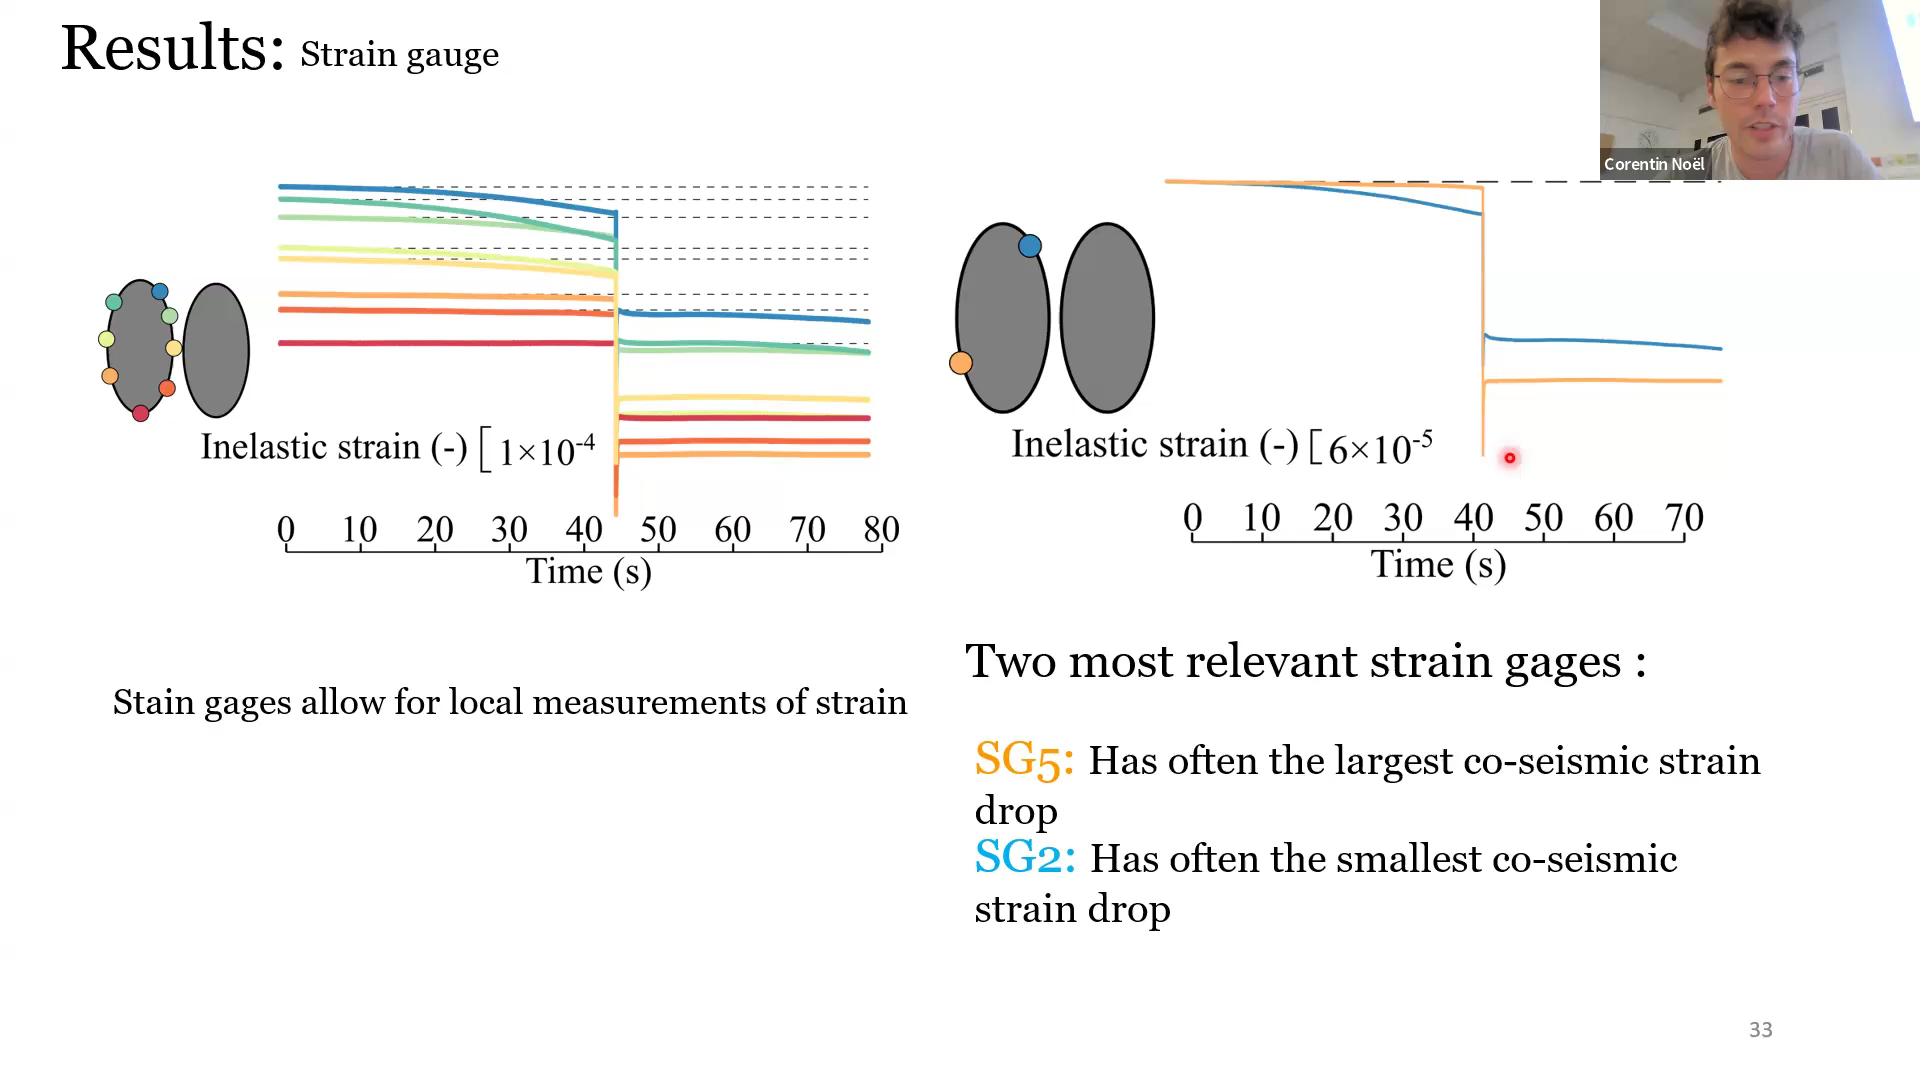 Results: Strain gauge
Corentin Noël
Inelastic strain (-) [ 1×10-4
0 10 20 30 40 50 60 70 80
Time (s)
Inelastic strain (-) [ 6×10-5
0 10 20 30 40 50 60 70
Time (s)
Stain gages allow for local measurements of strain
Two most relevant strain gages :
SG5: Has often the largest co-seismic strain
drop
SG2: Has often the smallest co-seismic
strain drop
33